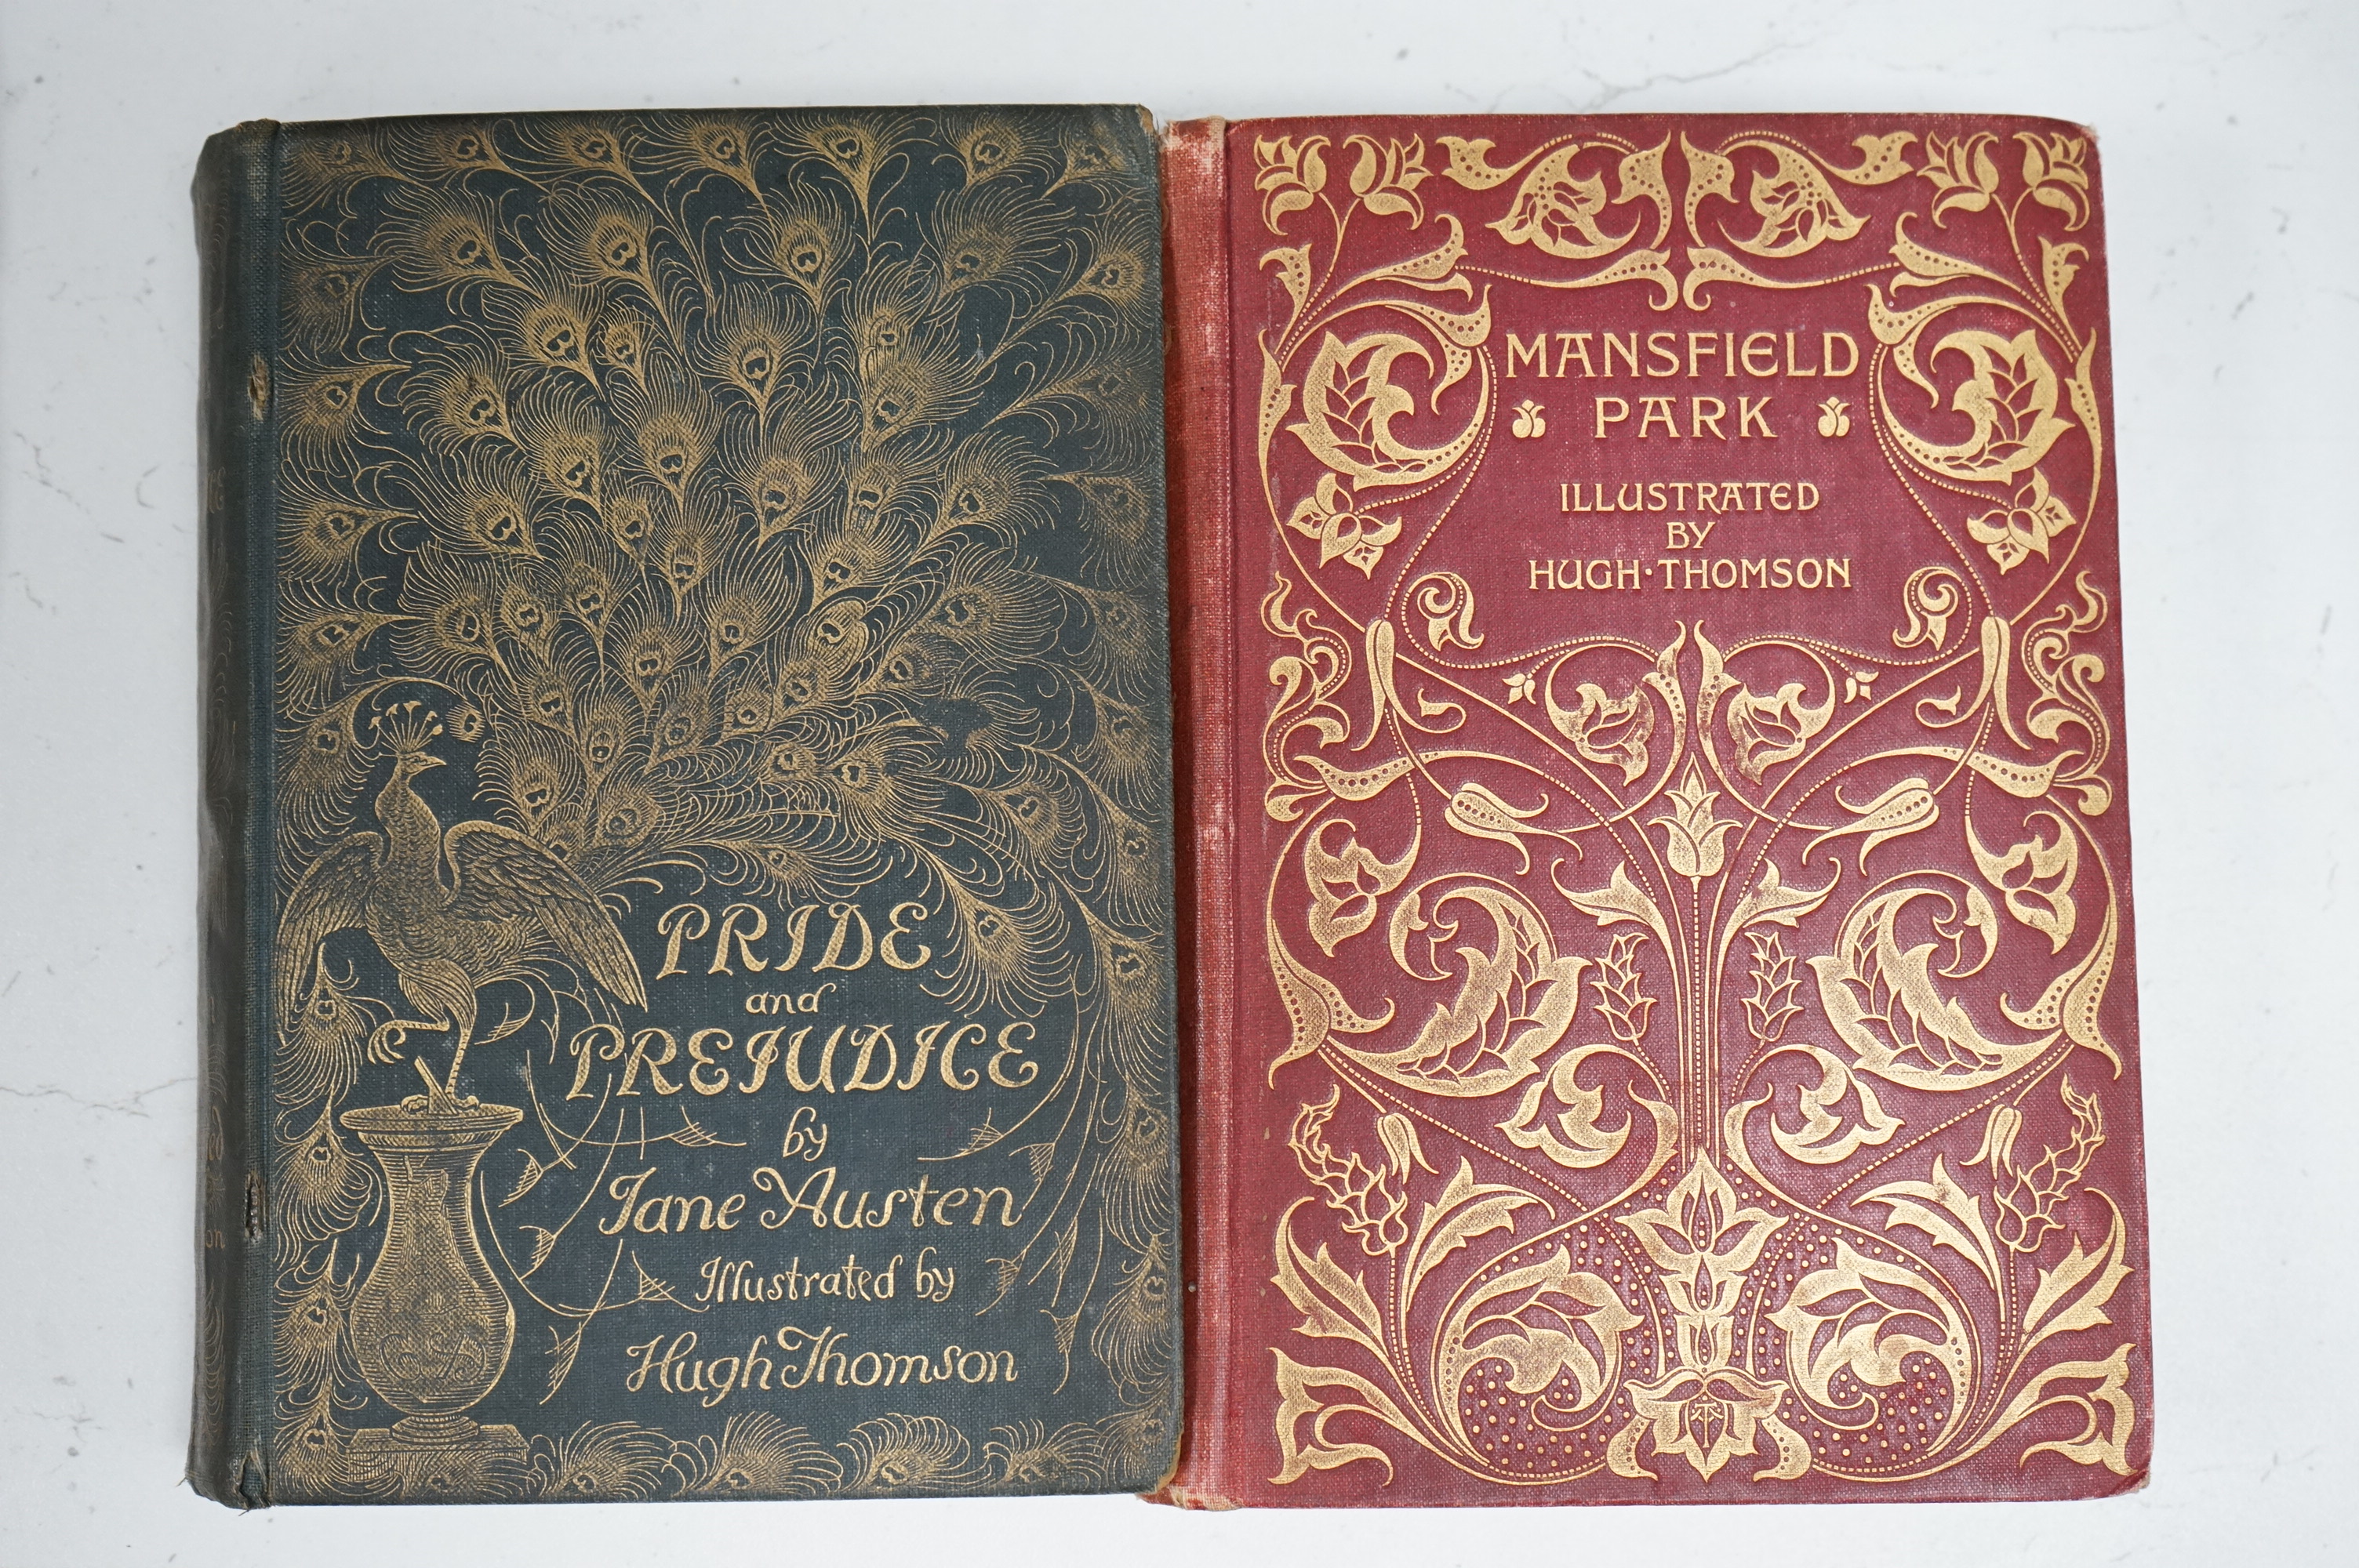 PRIDE
and
PREJUDICE
by
Jane Austen
Illustrated by
Hugh Thomson
MANSFIELD
PARK
ILLUSTRATED
BY
HUGH·THOMSON